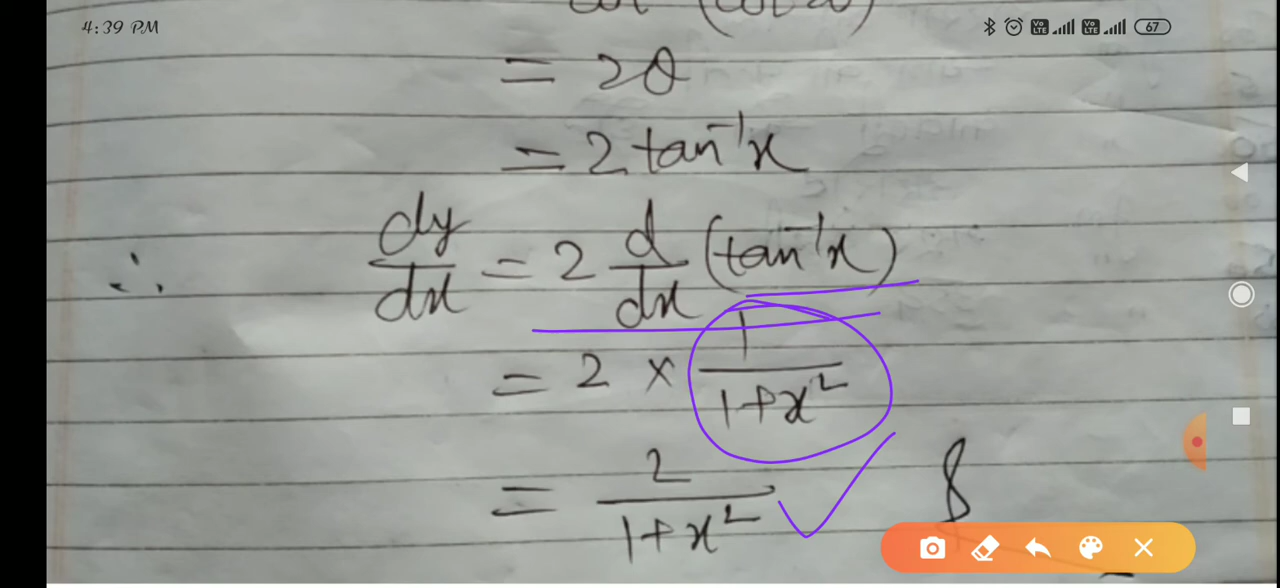 4:39 PM
67
= 2θ
= 2 tan⁻¹x
∴ dy/dx = 2 d/dx (tan⁻¹x)
= 2 × 1/(1+x²)
= 2/(1+x²)